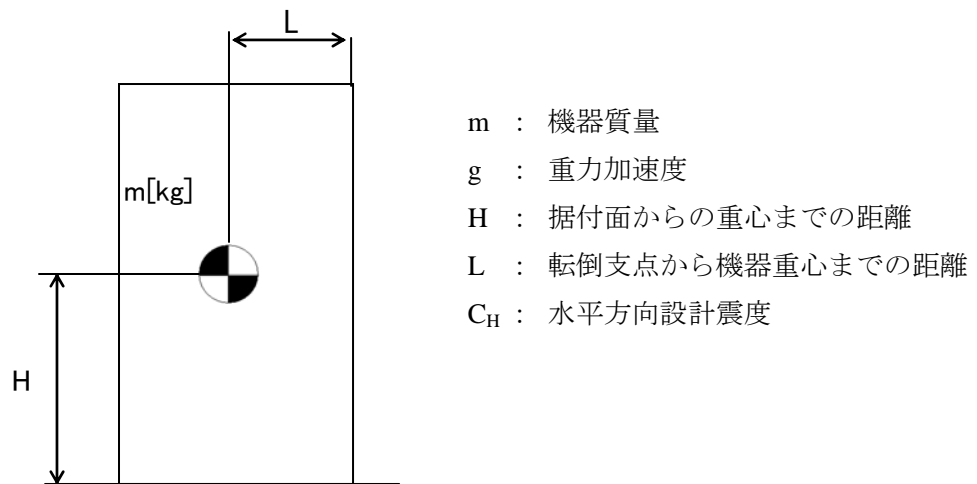 L
m[kg]
H
m : 機器質量
g : 重力加速度
H : 据付面からの重心までの距離
L : 転倒支点から機器重心までの距離
CH : 水平方向設計震度